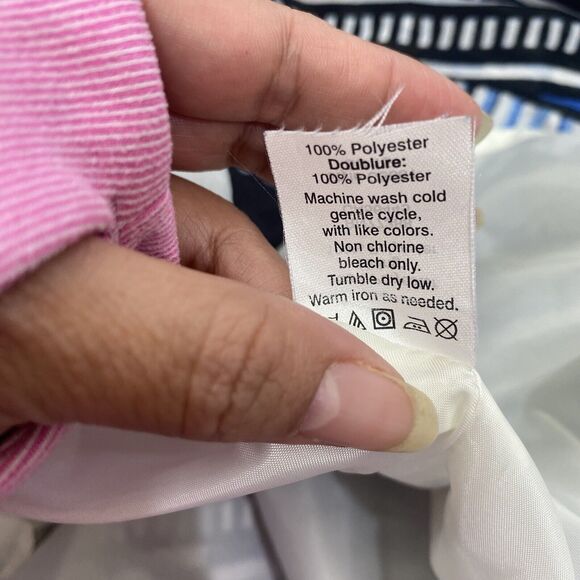 100% Polyester
Doublure:
100% Polyester
Machine wash cold
gentle cycle,
with like colors.
Non chlorine
bleach only.
Tumble dry low.
Warm iron as needed.